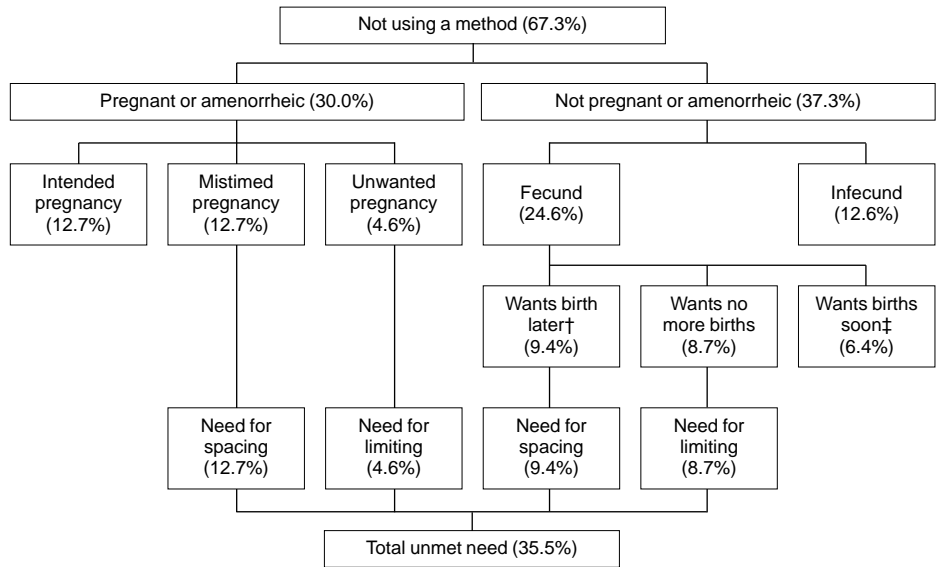 Not using a method (67.3%)
Pregnant or amenorrheic (30.0%)
Not pregnant or amenorrheic (37.3%)
Intended
pregnancy
(12.7%)
Mistimed
pregnancy
(12.7%)
Unwanted
pregnancy
(4.6%)
Fecund
(24.6%)
Infecund
(12.6%)
Wants birth
later†
(9.4%)
Wants no
more births
(8.7%)
Wants births
soon‡
(6.4%)
Need for
spacing
(12.7%)
Need for
limiting
(4.6%)
Need for
spacing
(9.4%)
Need for
limiting
(8.7%)
Total unmet need (35.5%)